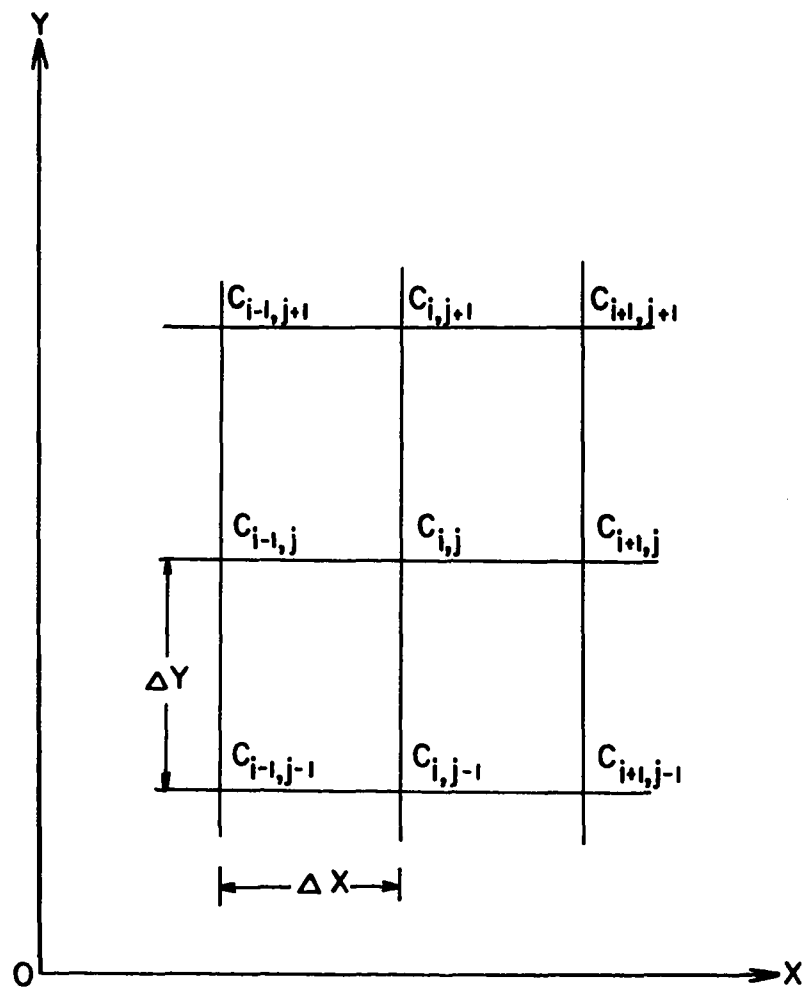 Y
C_{i-1,j+1} C_{i,j+1} C_{i+1,j+1}
C_{i-1,j} C_{i,j} C_{i+1,j}
ΔY
C_{i-1,j-1} C_{i,j-1} C_{i+1,j-1}
ΔX
O X